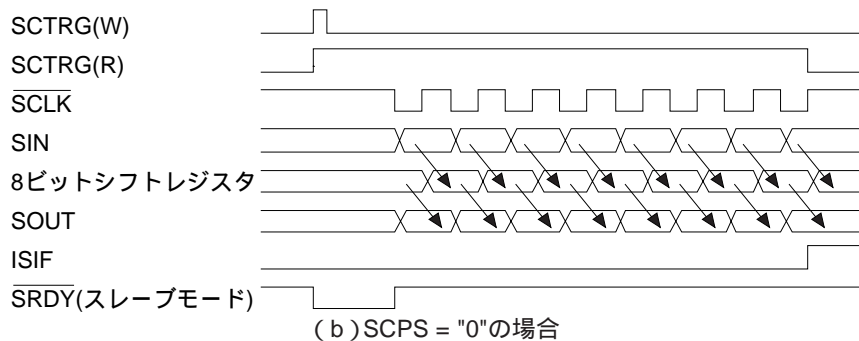 SCTRG(W)
SCTRG(R)
SCLK
SIN
8ビットシフトレジスタ
SOUT
ISIF
SRDY(スレーブモード)
(b)SCPS = "0"の場合